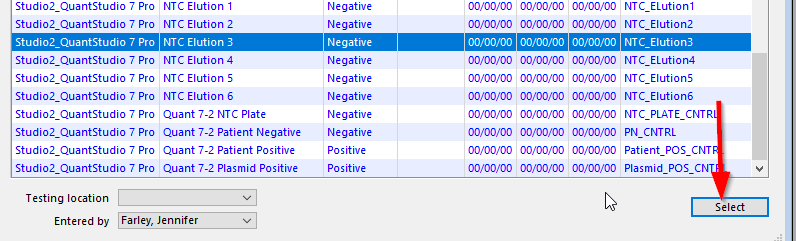 Studio2_QuantStudio 7 Pro NTC Elution 1 Negative 00/00/00 00/00/00 00/00/00 NTC_ELution1
Studio2_QuantStudio 7 Pro NTC Elution 2 Negative 00/00/00 00/00/00 00/00/00 NTC_Elution2
Studio2_QuantStudio 7 Pro NTC Elution 3 Negative 00/00/00 00/00/00 00/00/00 NTC_Elution3
Studio2_QuantStudio 7 Pro NTC Elution 4 Negative 00/00/00 00/00/00 00/00/00 NTC_ELution4
Studio2_QuantStudio 7 Pro NTC Elution 5 Negative 00/00/00 00/00/00 00/00/00 NTC_Elution5
Studio2_QuantStudio 7 Pro NTC Elution 6 Negative 00/00/00 00/00/00 00/00/00 NTC_Elution6
Studio2_QuantStudio 7 Pro Quant 7-2 NTC Plate Negative 00/00/00 00/00/00 00/00/00 NTC_PLATE_CNTRL
Studio2_QuantStudio 7 Pro Quant 7-2 Patient Negative Negative 00/00/00 00/00/00 00/00/00 PN_CNTRL
Studio2_QuantStudio 7 Pro Quant 7-2 Patient Positive Positive 00/00/00 00/00/00 00/00/00 Patient_POS_CNTRL
Studio2_QuantStudio 7 Pro Quant 7-2 Plasmid Positive Positive 00/00/00 00/00/00 00/00/00 Plasmid_POS_CNTRL
Testing location
Select
Entered by Farley, Jennifer